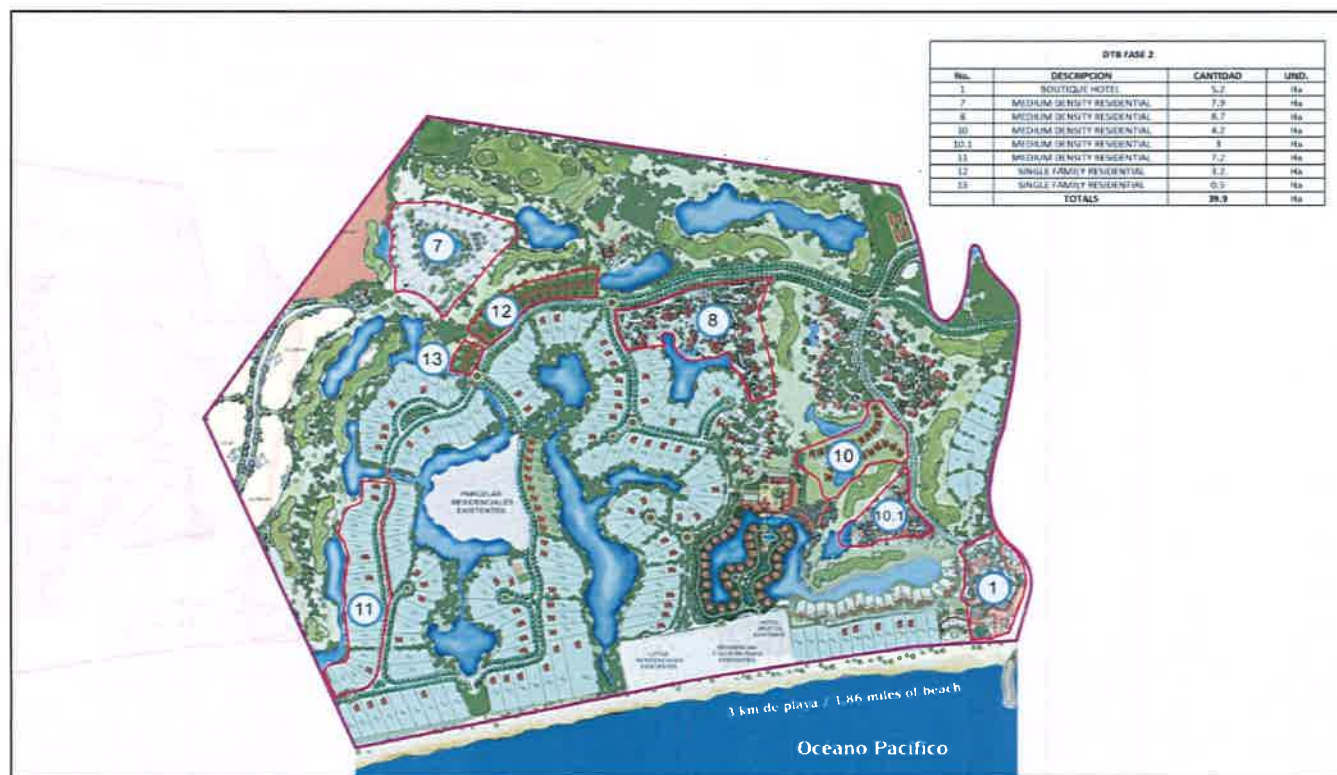 DTB FASE 2
No. DESCRIPCION CANTIDAD UND.
1 BOUTIQUE HOTEL 5.2 Ha
7 MEDIUM DENSITY RESIDENTIAL 7.9 Ha
8 MEDIUM DENSITY RESIDENTIAL 8.7 Ha
10 MEDIUM DENSITY RESIDENTIAL 4.2 Ha
10.1 MEDIUM DENSITY RESIDENTIAL 3 Ha
11 MEDIUM DENSITY RESIDENTIAL 7.2 Ha
12 SINGLE FAMILY RESIDENTIAL 3.2 Ha
13 SINGLE FAMILY RESIDENTIAL 0.5 Ha
TOTALS 39.9 Ha
7
12
8
13
10
PARCELAS
RESIDENCIALES
EXISTENTES
10.1
1
11
LOTES
RESIDENCIALES
EXISTENTES
3 km de playa / 1.86 miles of beach
Océano Pacífico